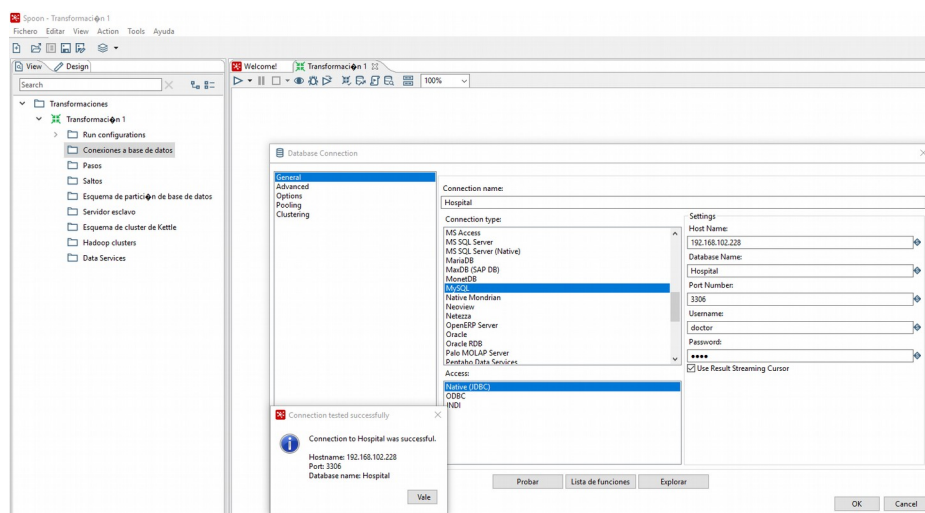 Spoon - Transformaci�n 1
Fichero Editar View Action Tools Ayuda
View Design
Search
Transformaciones
Transformaci�n 1
Run configurations
Conexiones a base de datos
Pasos
Saltos
Esquema de partici�n de base de datos
Servidor esclavo
Esquema de cluster de Kettle
Hadoop clusters
Data Services
Welcome! Transformaci�n 1
100%
Database Connection
General
Advanced
Options
Pooling
Clustering
Connection name:
Hospital
Connection type:
MS Access
MS SQL Server
MS SQL Server (Native)
MariaDB
MaxDB (SAP DB)
MonetDB
MySQL
Native Mondrian
Neoview
Netezza
OpenERP Server
Oracle
Oracle RDB
Palo MOLAP Server
Pentaho Data Services
Access:
Native (JDBC)
ODBC
JNDI
Settings
Host Name:
192.168.102.228
Database Name:
Hospital
Port Number:
3306
Username:
doctor
Password:
••••
Use Result Streaming Cursor
Connection tested successfully
Connection to Hospital was successful.
Hostname: 192.168.102.228
Port: 3306
Database name: Hospital
Vale
Probar Lista de funciones Explorar
OK Cancel